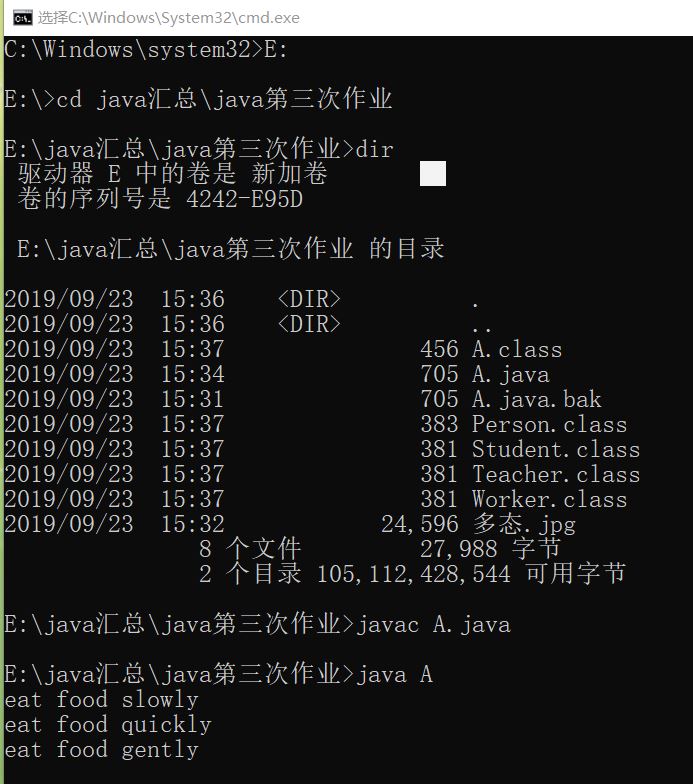 选择C:\Windows\System32\cmd.exe
C:\Windows\system32>E:
E:\>cd java汇总\java第三次作业
E:\java汇总\java第三次作业>dir
驱动器 E 中的卷是 新加卷
卷的序列号是 4242-E95D
E:\java汇总\java第三次作业 的目录
2019/09/23  15:36    <DIR>          .
2019/09/23  15:36    <DIR>          ..
2019/09/23  15:37               456 A.class
2019/09/23  15:34               705 A.java
2019/09/23  15:31               705 A.java.bak
2019/09/23  15:37               383 Person.class
2019/09/23  15:37               381 Student.class
2019/09/23  15:37               381 Teacher.class
2019/09/23  15:37               381 Worker.class
2019/09/23  15:32            24,596 多态.jpg
8 个文件         27,988 字节
2 个目录 105,112,428,544 可用字节
E:\java汇总\java第三次作业>javac A.java
E:\java汇总\java第三次作业>java A
eat food slowly
eat food quickly
eat food gently